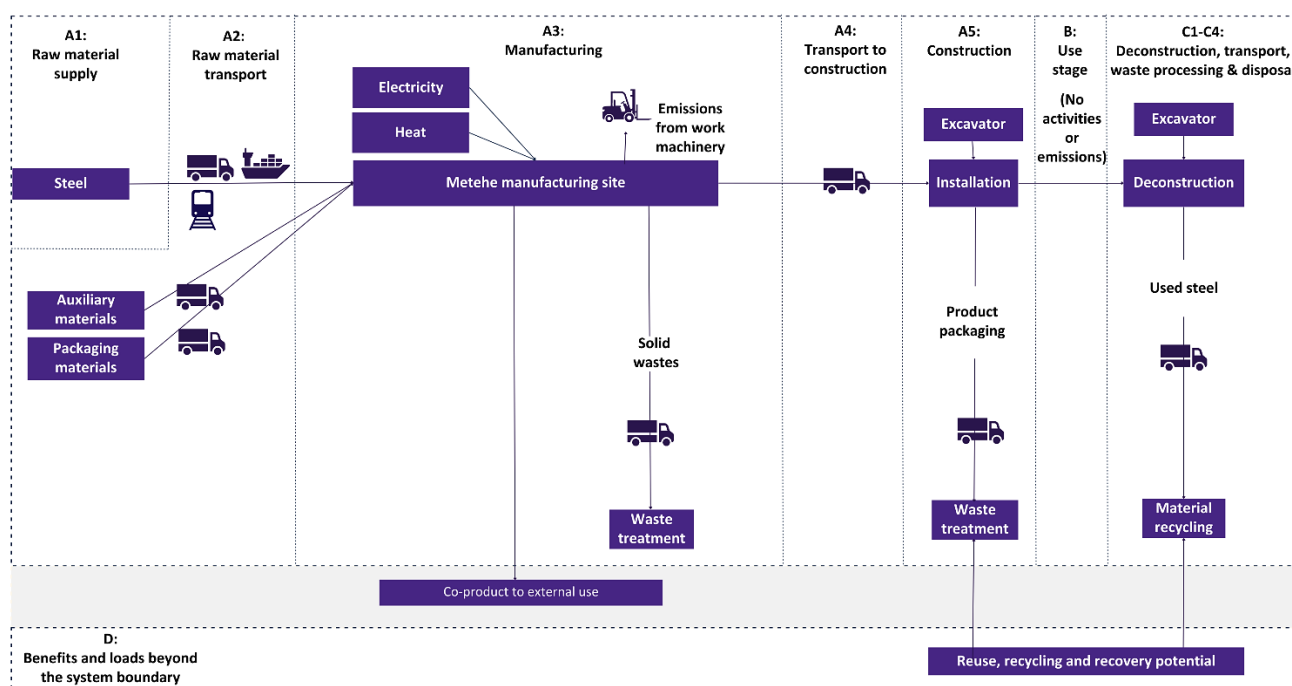 A1:
Raw material
supply
A2:
Raw material
transport
A3:
Manufacturing
A4:
Transport to
construction
A5:
Construction
B:
Use
stage
(No
activities
or
emissions)
C1-C4:
Deconstruction, transport,
waste processing & disposa
Electricity
Heat
Emissions
from work
machinery
Excavator
Excavator
Steel
Metehe manufacturing site
Installation
Deconstruction
Auxiliary
materials
Packaging
materials
Solid
wastes
Product
packaging
Used steel
Waste
treatment
Waste
treatment
Material
recycling
Co-product to external use
D:
Benefits and loads beyond
the system boundary
Reuse, recycling and recovery potential